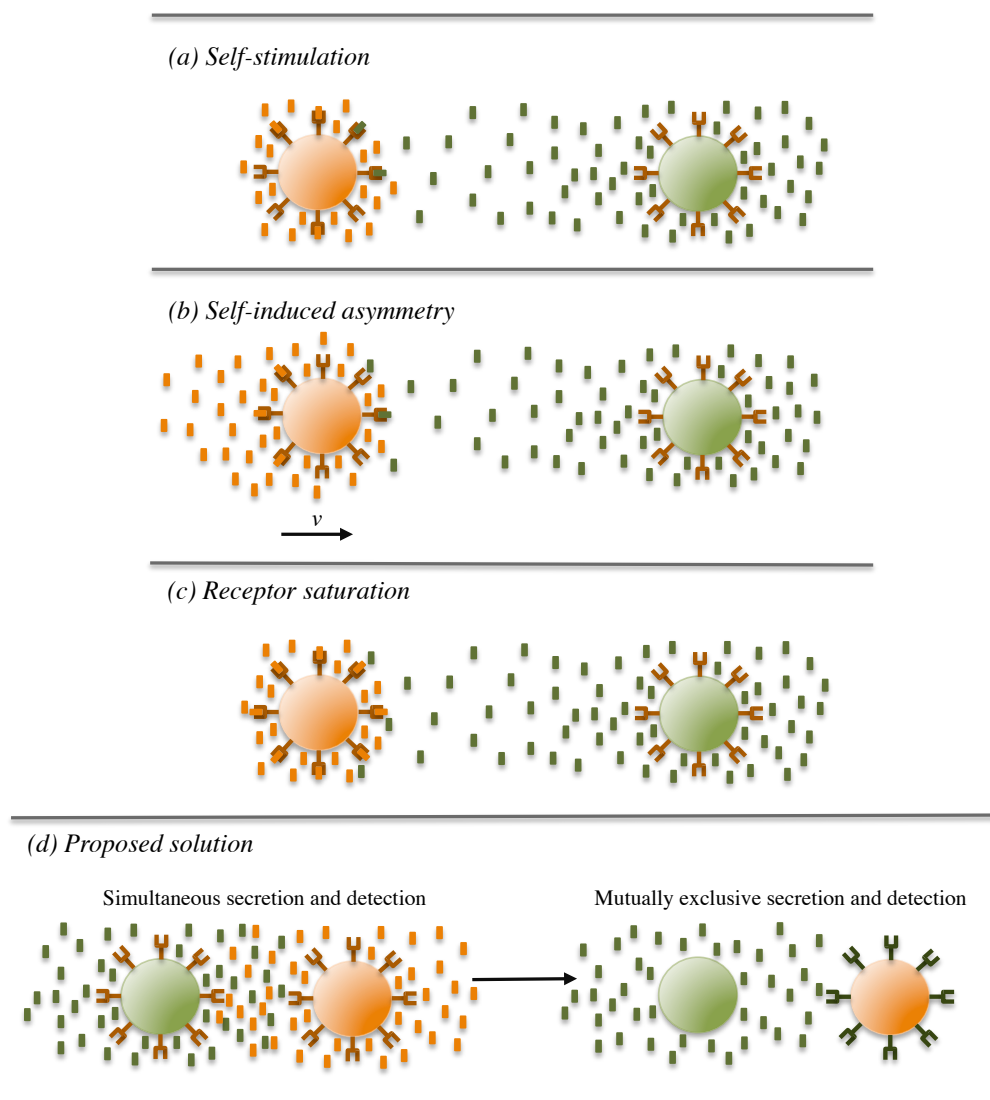 (a) Self-stimulation
(b) Self-induced asymmetry
v
(c) Receptor saturation
(d) Proposed solution
Simultaneous secretion and detection
Mutually exclusive secretion and detection